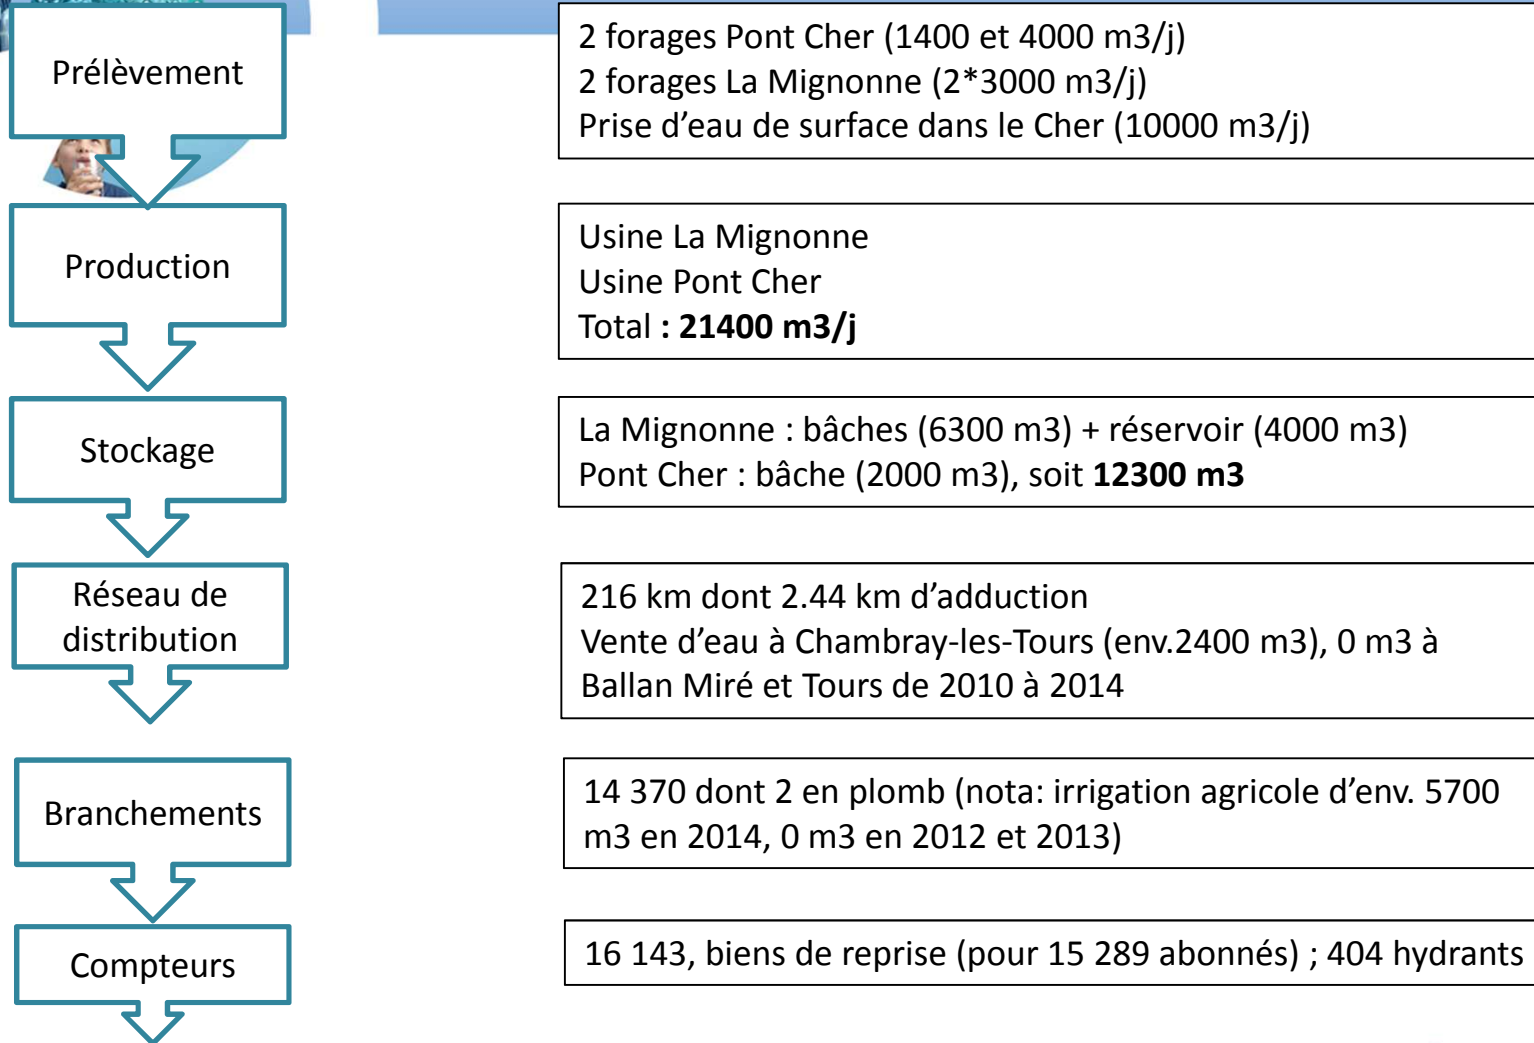 Prélèvement
2 forages Pont Cher (1400 et 4000 m3/j)
2 forages La Mignonne (2*3000 m3/j)
Prise d’eau de surface dans le Cher (10000 m3/j)
Production
Usine La Mignonne
Usine Pont Cher
Total : 21400 m3/j
Stockage
La Mignonne : bâches (6300 m3) + réservoir (4000 m3)
Pont Cher : bâche (2000 m3), soit 12300 m3
Réseau de
distribution
216 km dont 2.44 km d’adduction
Vente d’eau à Chambray-les-Tours (env.2400 m3), 0 m3 à
Ballan Miré et Tours de 2010 à 2014
Branchements
14 370 dont 2 en plomb (nota: irrigation agricole d’env. 5700
m3 en 2014, 0 m3 en 2012 et 2013)
Compteurs
16 143, biens de reprise (pour 15 289 abonnés) ; 404 hydrants